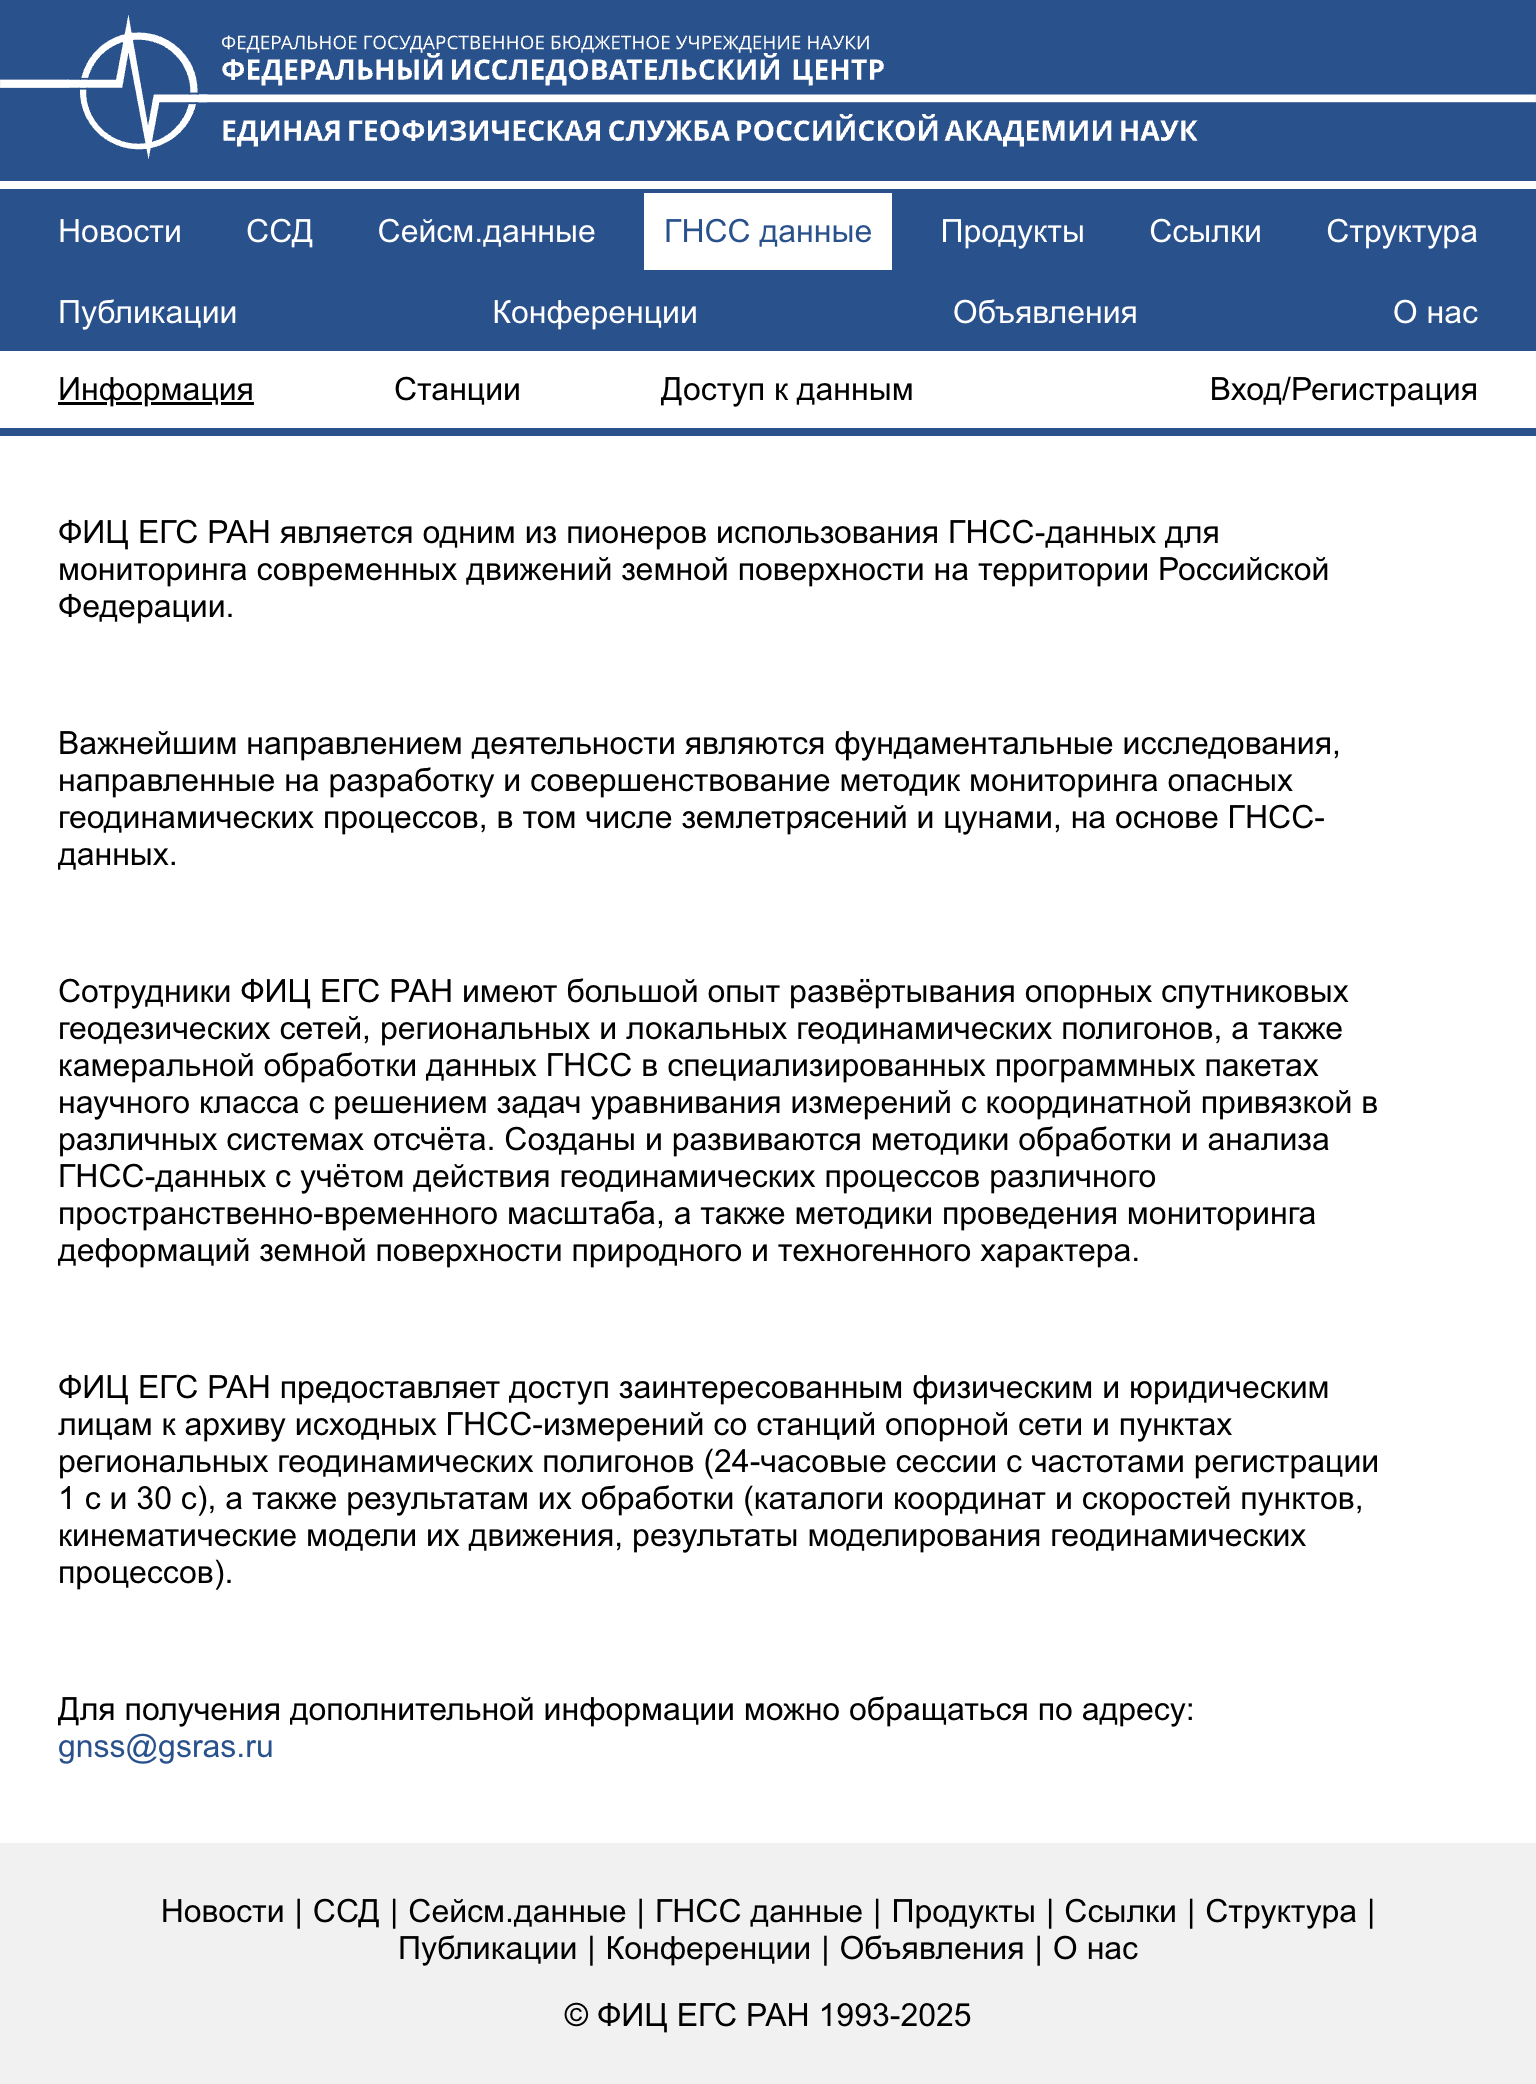 ФЕДЕРАЛЬНОЕ ГОСУДАРСТВЕННОЕ БЮДЖЕТНОЕ УЧРЕЖДЕНИЕ НАУКИ
ФЕДЕРАЛЬНЫЙ ИССЛЕДОВАТЕЛЬСКИЙ ЦЕНТР
ЕДИНАЯ ГЕОФИЗИЧЕСКАЯ СЛУЖБА РОССИЙСКОЙ АКАДЕМИИ НАУК
Новости ССД Сейсм.данные ГНСС данные Продукты Ссылки Структура
Публикации Конференции Объявления О нас
Информация Станции Доступ к данным Вход/Регистрация
ФИЦ ЕГС РАН является одним из пионеров использования ГНСС-данных для
мониторинга современных движений земной поверхности на территории Российской
Федерации.
Важнейшим направлением деятельности являются фундаментальные исследования,
направленные на разработку и совершенствование методик мониторинга опасных
геодинамических процессов, в том числе землетрясений и цунами, на основе ГНСС-
данных.
Сотрудники ФИЦ ЕГС РАН имеют большой опыт развёртывания опорных спутниковых
геодезических сетей, региональных и локальных геодинамических полигонов, а также
камеральной обработки данных ГНСС в специализированных программных пакетах
научного класса с решением задач уравнивания измерений с координатной привязкой в
различных системах отсчёта. Созданы и развиваются методики обработки и анализа
ГНСС-данных с учётом действия геодинамических процессов различного
пространственно-временного масштаба, а также методики проведения мониторинга
деформаций земной поверхности природного и техногенного характера.
ФИЦ ЕГС РАН предоставляет доступ заинтересованным физическим и юридическим
лицам к архиву исходных ГНСС-измерений со станций опорной сети и пунктах
региональных геодинамических полигонов (24-часовые сессии с частотами регистрации
1 с и 30 с), а также результатам их обработки (каталоги координат и скоростей пунктов,
кинематические модели их движения, результаты моделирования геодинамических
процессов).
Для получения дополнительной информации можно обращаться по адресу:
gnss@gsras.ru
Новости | ССД | Сейсм.данные | ГНСС данные | Продукты | Ссылки | Структура |
Публикации | Конференции | Объявления | О нас
© ФИЦ ЕГС РАН 1993-2025